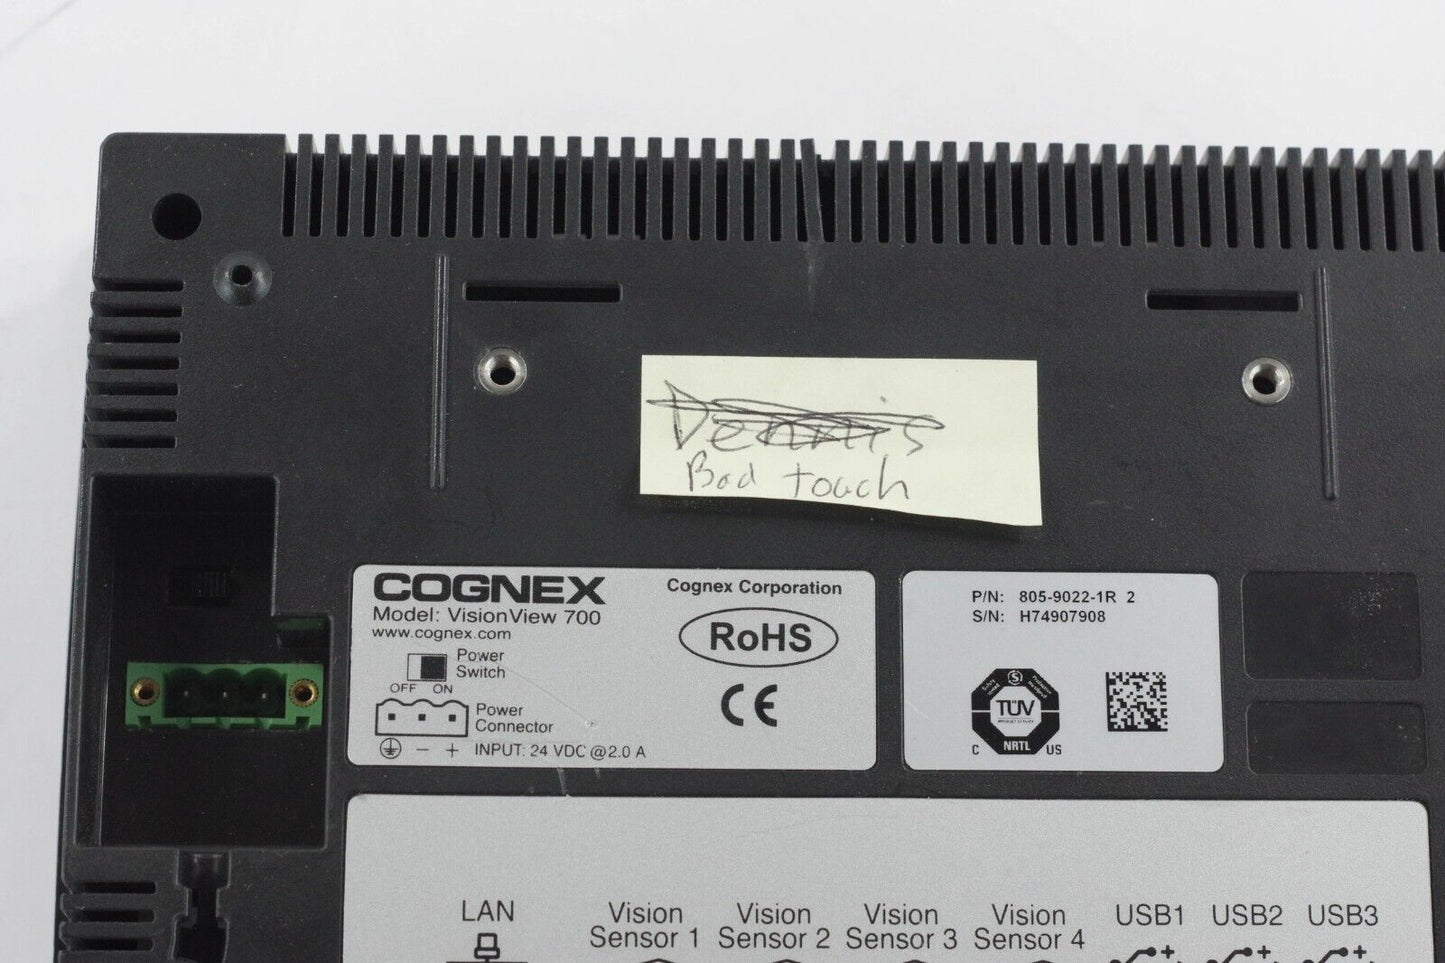 Dennis
Bad touch
COGNEX
Model: VisionView 700
www.cognex.com
Power
Switch
OFF ON
Power
Connector
− + INPUT: 24 VDC @2.0 A
Cognex Corporation
RoHS
CE
P/N: 805-9022-1R 2
S/N: H74907908
TÜV
NRTL
C US
LAN
Vision
Sensor 1
Vision
Sensor 2
Vision
Sensor 3
Vision
Sensor 4
USB1
USB2
USB3